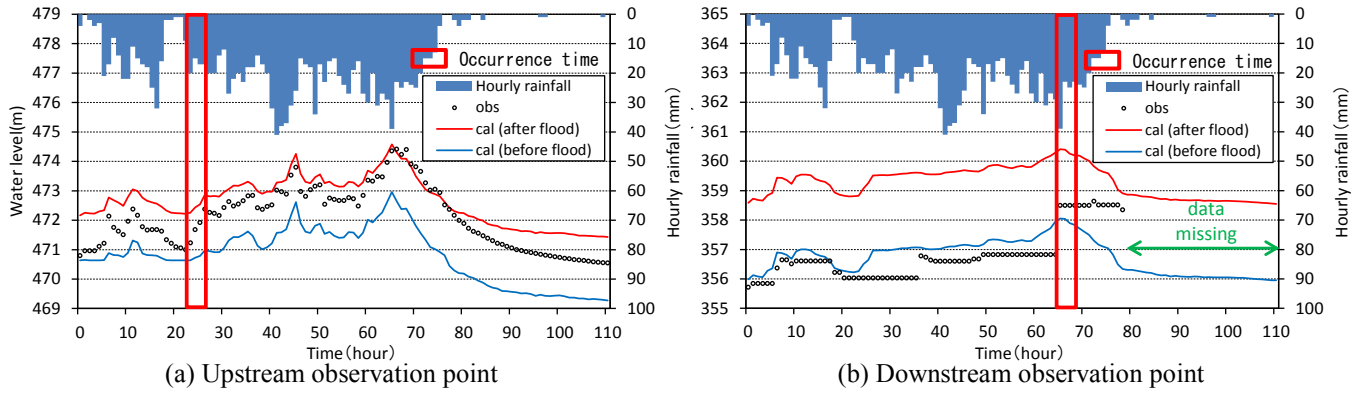 479
478
477
476
475
474
473
472
471
470
469
Water level(m)
0
10
20
30
40
50
60
70
80
90
100
Hourly rainfall (mm)
Occurrence time
Hourly rainfall
obs
cal (after flood)
cal (before flood)
0 10 20 30 40 50 60 70 80 90 100 110
Time(hour)
(a) Upstream observation point
365
364
363
362
361
360
359
358
357
356
355
Hourly rainfall (mm)
0
10
20
30
40
50
60
70
80
90
100
Occurrence time
Hourly rainfall
obs
cal (after flood)
cal (before flood)
data
missing
0 10 20 30 40 50 60 70 80 90 100 110
Time(hour)
(b) Downstream observation point